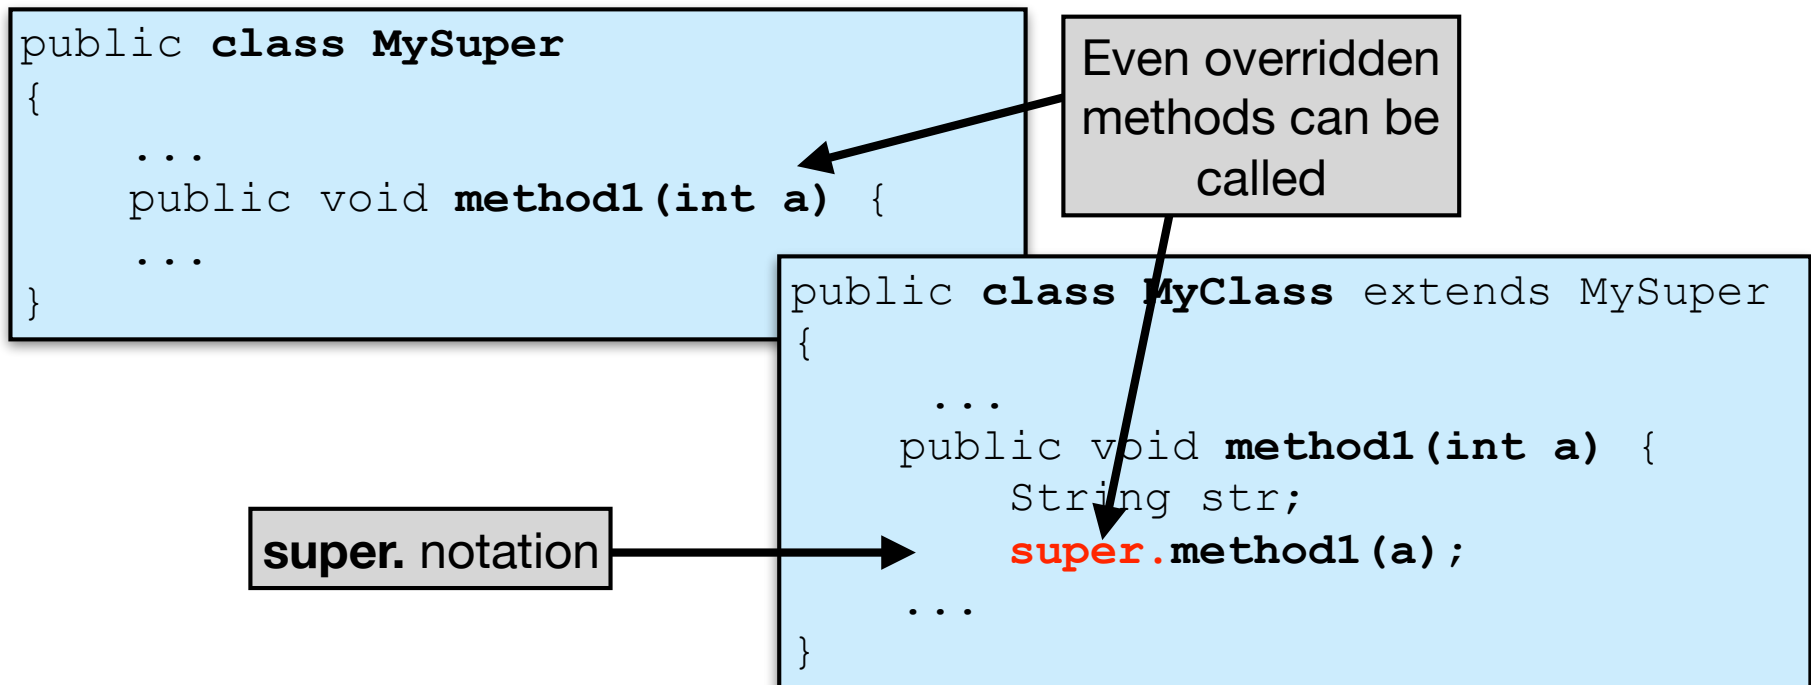 public class MySuper
{
...
public void method1(int a) {
...
}
Even overridden
methods can be
called
public class MyClass extends MySuper
{
...
public void method1(int a) {
String str;
super.method1(a);
...
}
super. notation